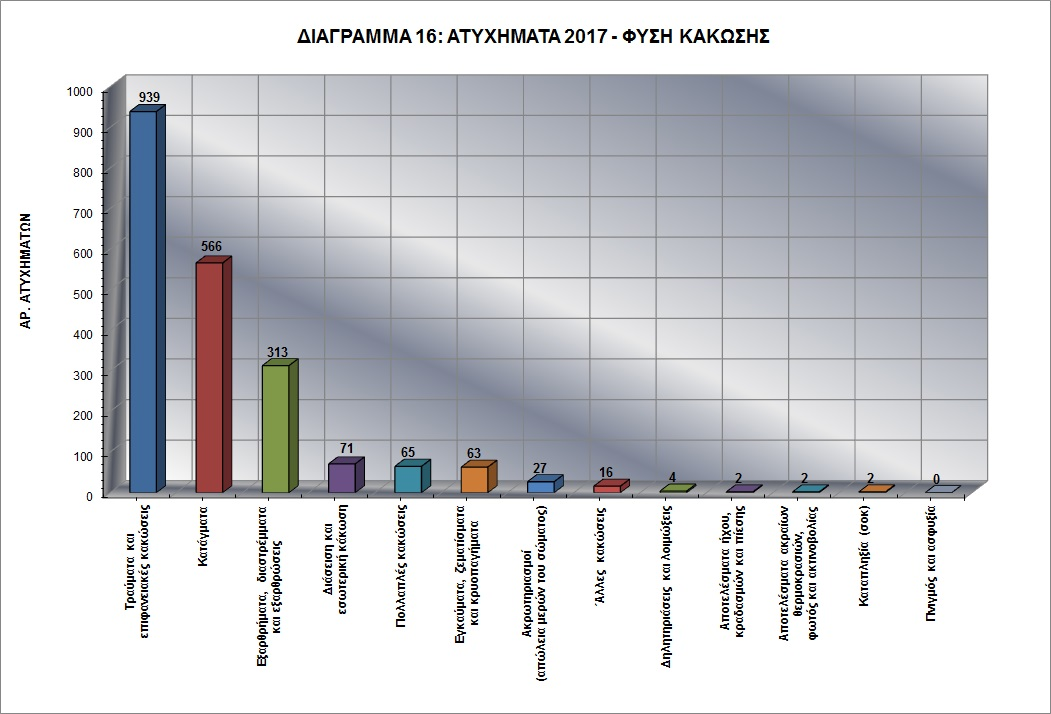 ΔΙΑΓΡΑΜΜΑ 16: ΑΤΥΧΗΜΑΤΑ 2017 - ΦΥΣΗ ΚΑΚΩΣΗΣ
ΑΡ. ΑΤΥΧΗΜΑΤΩΝ
1000
900
800
700
600
500
400
300
200
100
0
939
566
313
71
65
63
27
16
4
2
2
2
0
Τραύματα και
επιφανειακές κακώσεις
Κατάγματα
Εξαρθρήματα, διαστρέμματα
και εξαρθρώσεις
Διάσειση και
εσωτερική κάκωση
Πολλαπλές κακώσεις
Εγκαύματα, ζεματίσματα
και κρυοπαγήματα
Ακρωτηριασμοί
(απώλεια μερών του σώματος)
Άλλες κακώσεις
Δηλητηριάσεις και λοιμώξεις
Αποτελέσματα ήχου,
κραδασμών και πίεσης
Αποτελέσματα ακραίων
θερμοκρασιών,
φωτός και ακτινοβολίας
Καταπληξία (σοκ)
Πνιγμός και ασφυξία